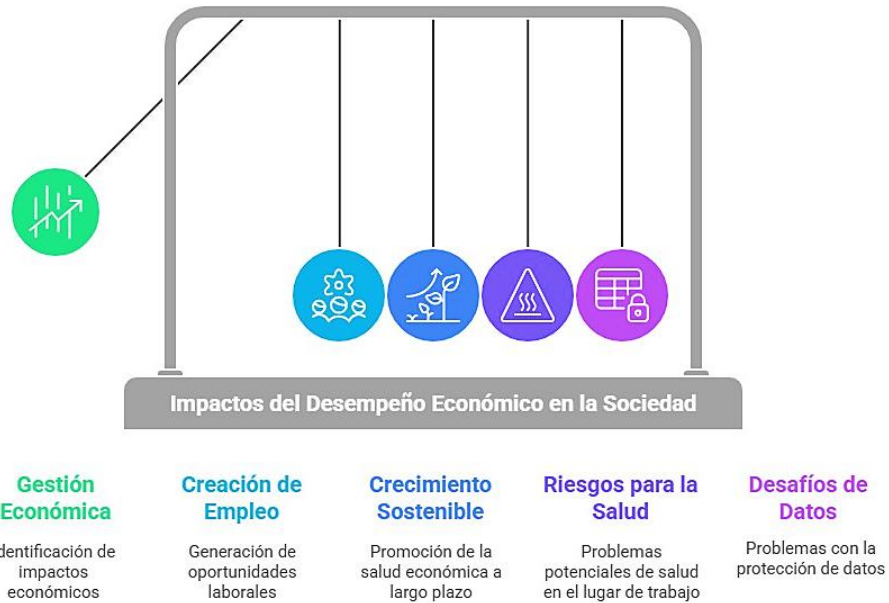 Impactos del Desempeño Económico en la Sociedad
Gestión
Económica
dentificación de
impactos
económicos
Creación de
Empleo
Generación de
oportunidades
laborales
Crecimiento
Sostenible
Promoción de la
salud económica a
largo plazo
Riesgos para la
Salud
Problemas
potenciales de salud
en el lugar de trabajo
Desafíos de
Datos
Problemas con la
protección de datos